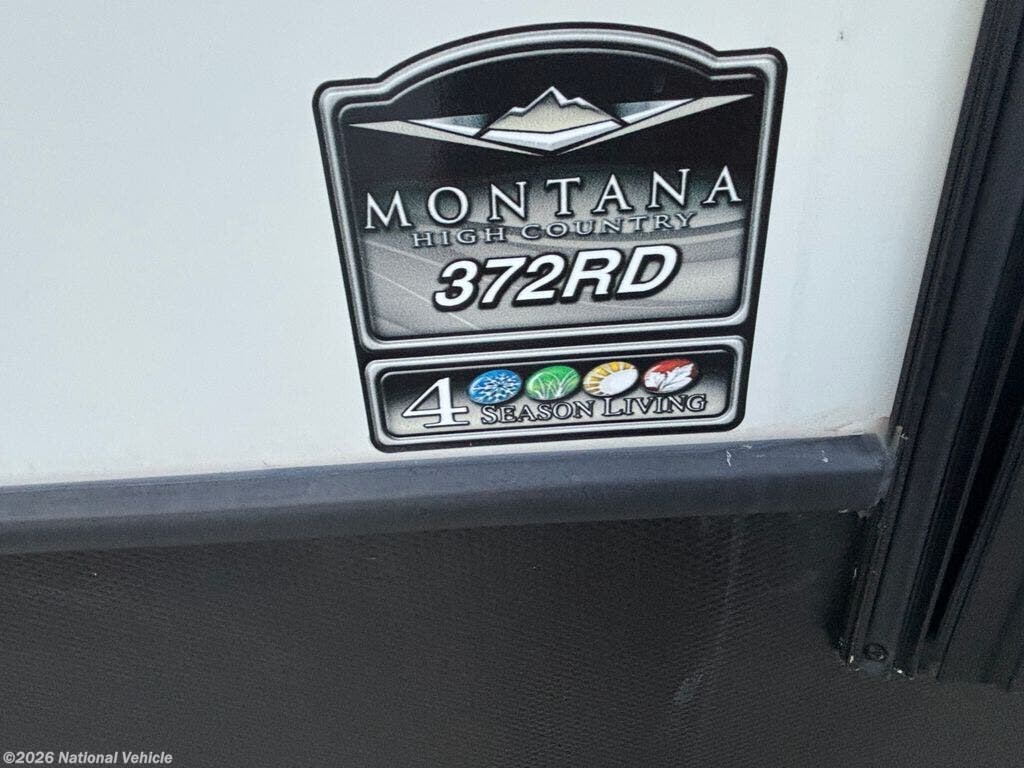 MONTANA
HIGH COUNTRY
372RD
4 SEASON LIVING
©2026 National Vehicle